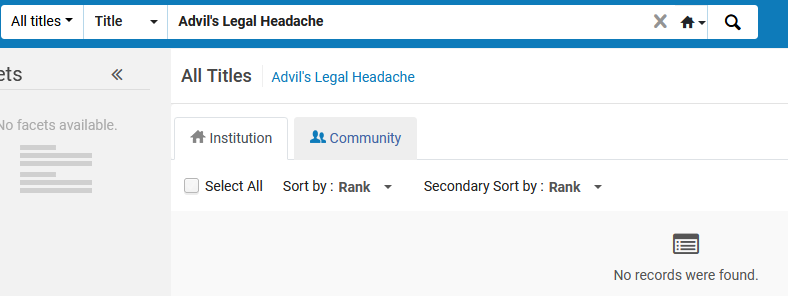 All titles Title Advil's Legal Headache
ets
All Titles Advil's Legal Headache
No facets available.
Institution Community
Select All Sort by : Rank Secondary Sort by : Rank
No records were found.